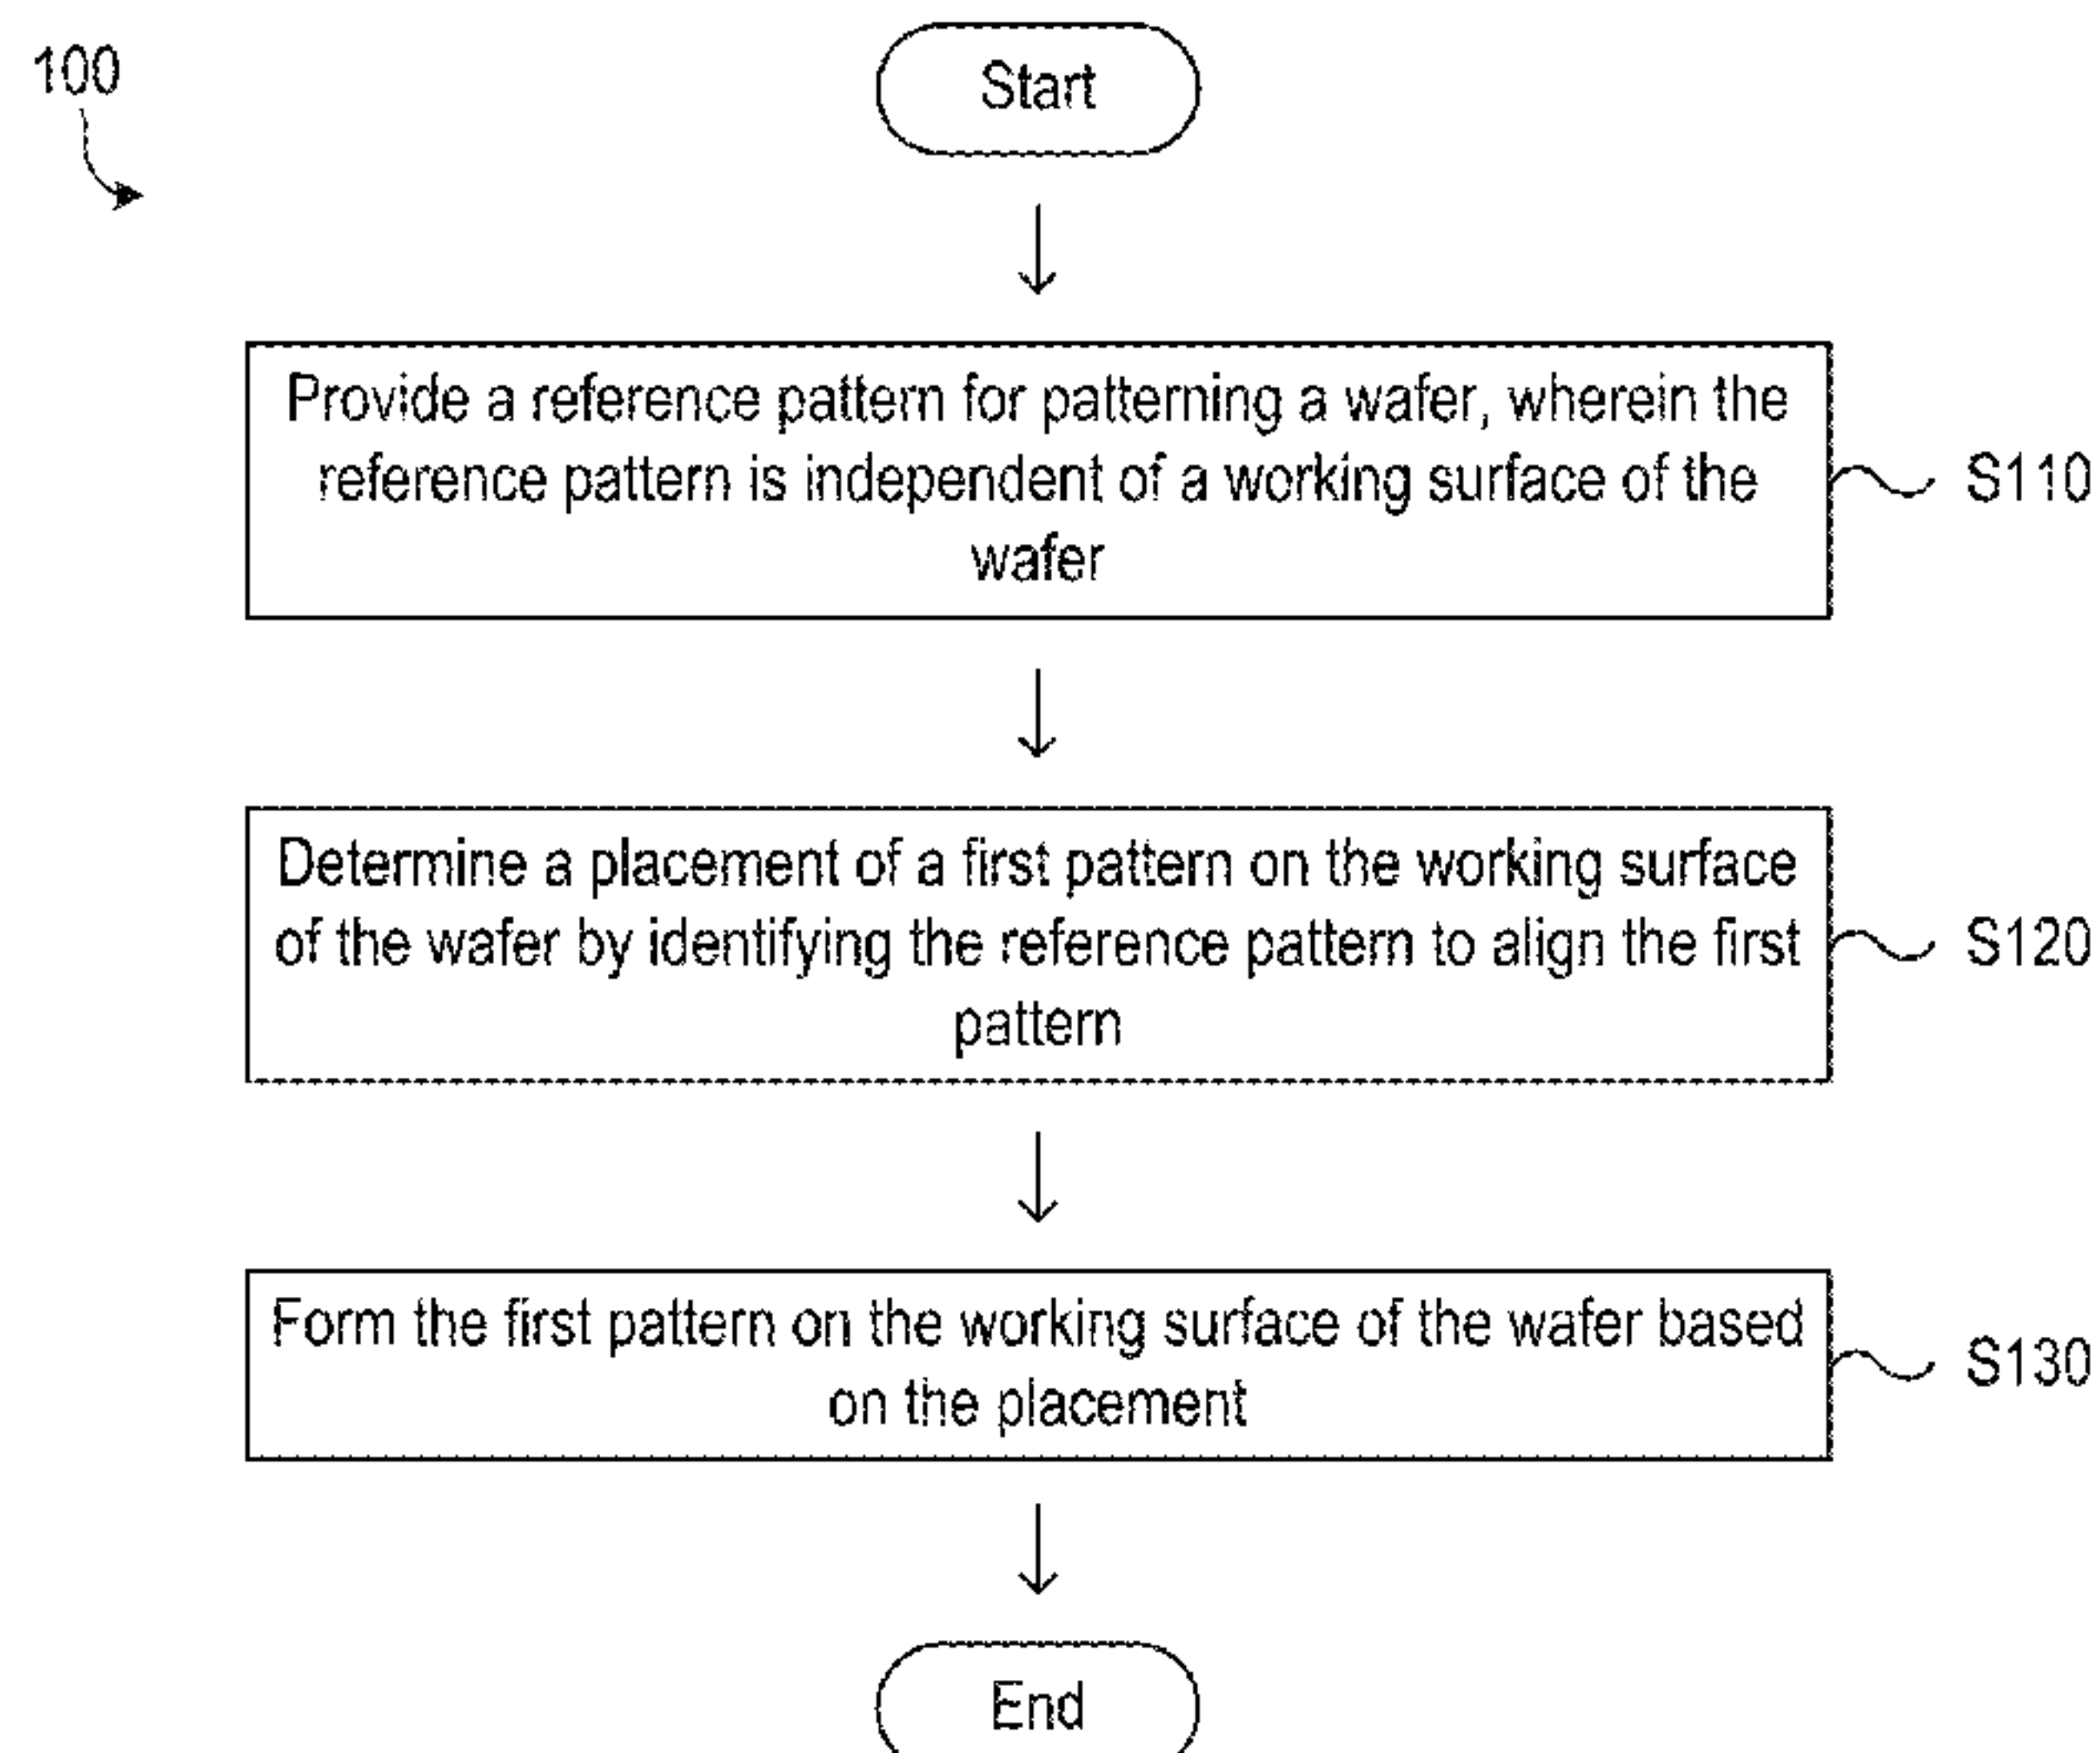 100
Start
Provide a reference pattern for patterning a wafer, wherein the
reference pattern is independent of a working surface of the
wafer
S110
Determine a placement of a first pattern on the working surface
of the wafer by identifying the reference pattern to align the first
pattern
S120
Form the first pattern on the working surface of the wafer based
on the placement
S130
End